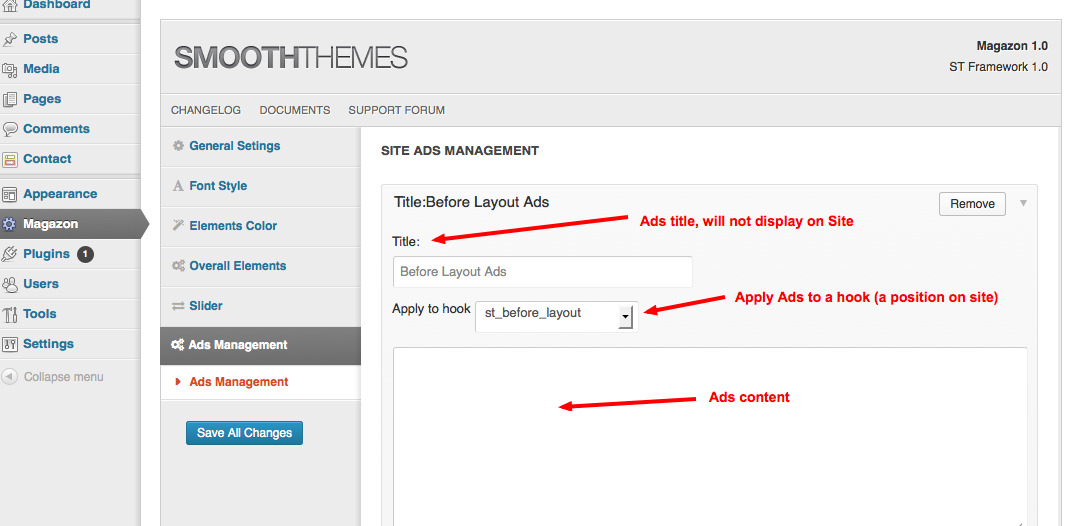 Dashboard
Posts
Media
Pages
Comments
Contact
Appearance
Magazon
Plugins 1
Users
Tools
Settings
Collapse menu
SMOOTHTHEMES
Magazon 1.0
ST Framework 1.0
CHANGELOG DOCUMENTS SUPPORT FORUM
General Setings
Font Style
Elements Color
Overall Elements
Slider
Ads Management
Ads Management
Save All Changes
SITE ADS MANAGEMENT
Title:Before Layout Ads
Remove
Ads title, will not display on Site
Title:
Before Layout Ads
Apply Ads to a hook (a position on site)
Apply to hook st_before_layout
Ads content